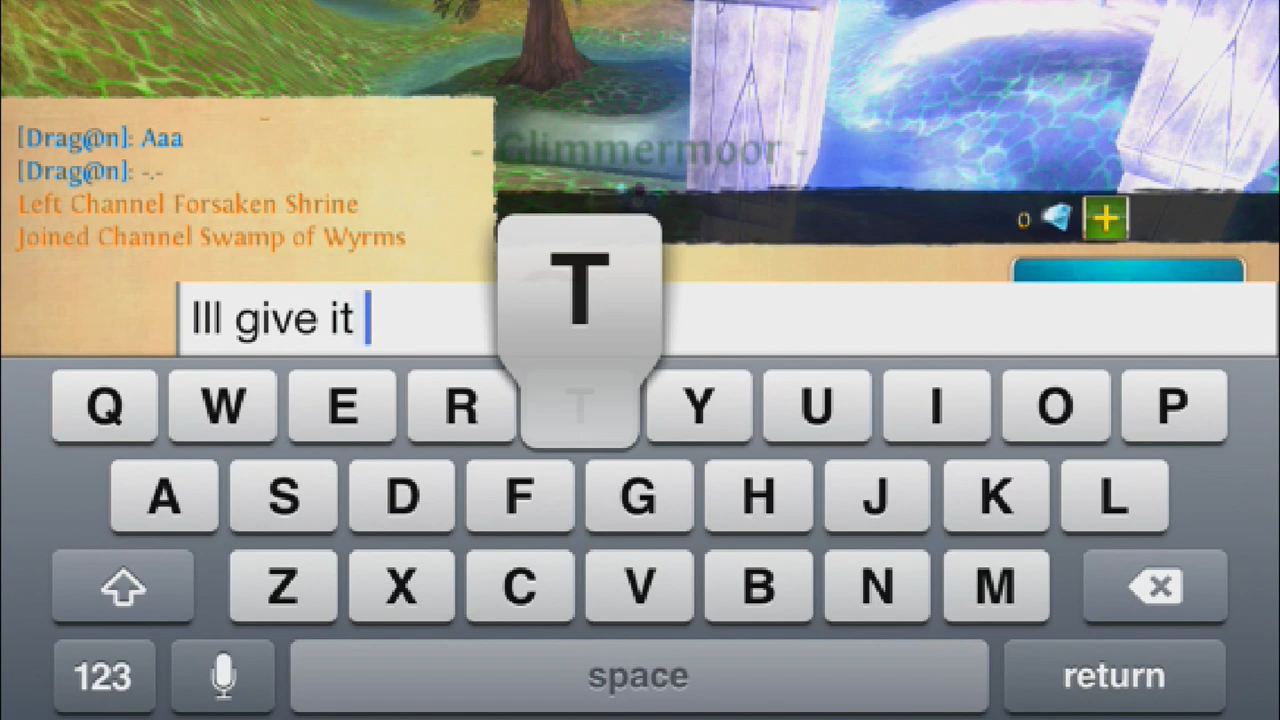 [Drag@n]: Aaa
- Glimmermoor -
[Drag@n]: -.-
Left Channel Forsaken Shrine
0
Joined Channel Swamp of Wyrms
T
Ill give it
Q W E R T Y U I O P
A S D F G H J K L
Z X C V B N M
123 space return